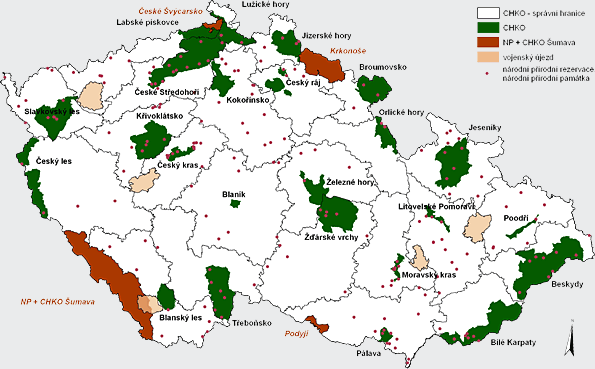 České Švýcarsko
Lužické hory
Labské pískovce
Jizerské hory
Krkonoše
Broumovsko
České Středohoří
Kokořínsko
Český ráj
Slavkovský les
Křivoklátsko
Orlické hory
Jeseníky
Český les
Český kras
Blaník
Železné hory
Litovelské Pomoraví
Poodří
Žďárské vrchy
Moravský kras
Beskydy
NP + CHKO Šumava
Blanský les
Třeboňsko
Podyjí
Pálava
Bílé Karpaty
CHKO - správní hranice
CHKO
NP + CHKO Šumava
vojenský újezd
národní přírodní rezervace
národní přírodní památka